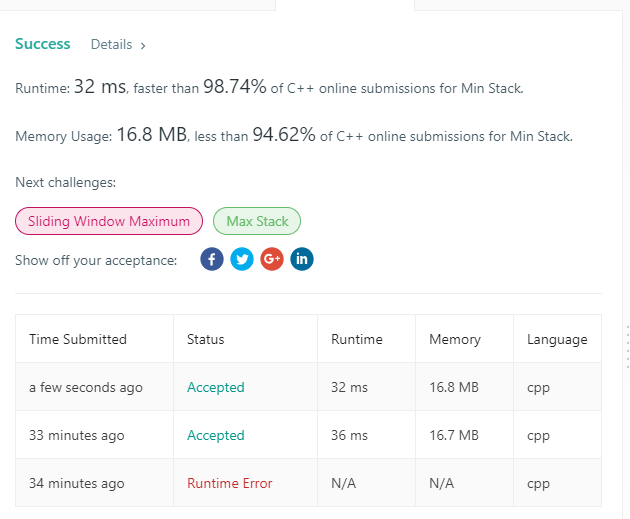 Success Details >
Runtime: 32 ms, faster than 98.74% of C++ online submissions for Min Stack.
Memory Usage: 16.8 MB, less than 94.62% of C++ online submissions for Min Stack.
Next challenges:
Sliding Window Maximum Max Stack
Show off your acceptance: f G+ in
Time Submitted Status Runtime Memory Language
a few seconds ago Accepted 32 ms 16.8 MB cpp
33 minutes ago Accepted 36 ms 16.7 MB cpp
34 minutes ago Runtime Error N/A N/A cpp